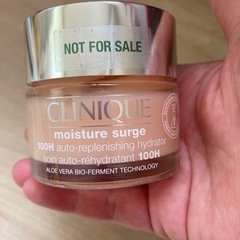 NOT FOR SALE
CLINIQUE
moisture surge
100H auto-replenishing hydrator
soin auto-réhydratant 100H
ALOE VERA BIO-FERMENT TECHNOLOGY